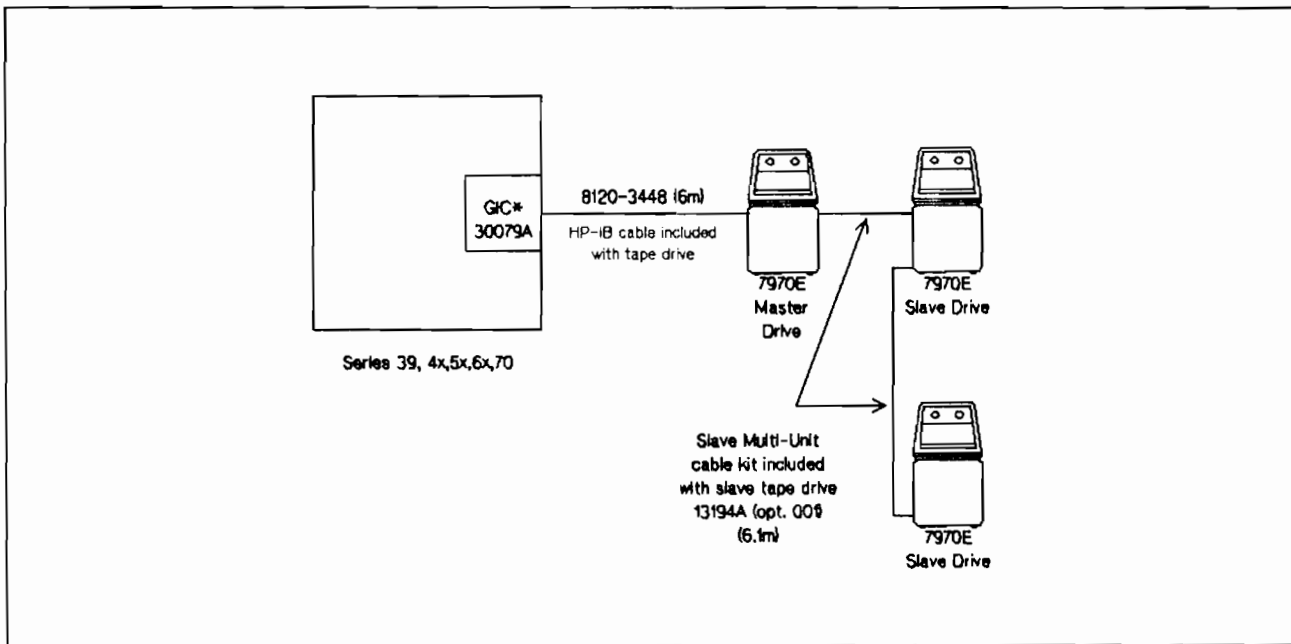 GIC*
30079A
8120-3448 (6m)
HP-IB cable included
with tape drive
7970E
Master
Drive
7970E
Slave Drive
Series 39, 4x,5x,6x,70
Slave Multi-Unit
cable kit included
with slave tape drive
13194A (opt. 001)
(6.1m)
7970E
Slave Drive